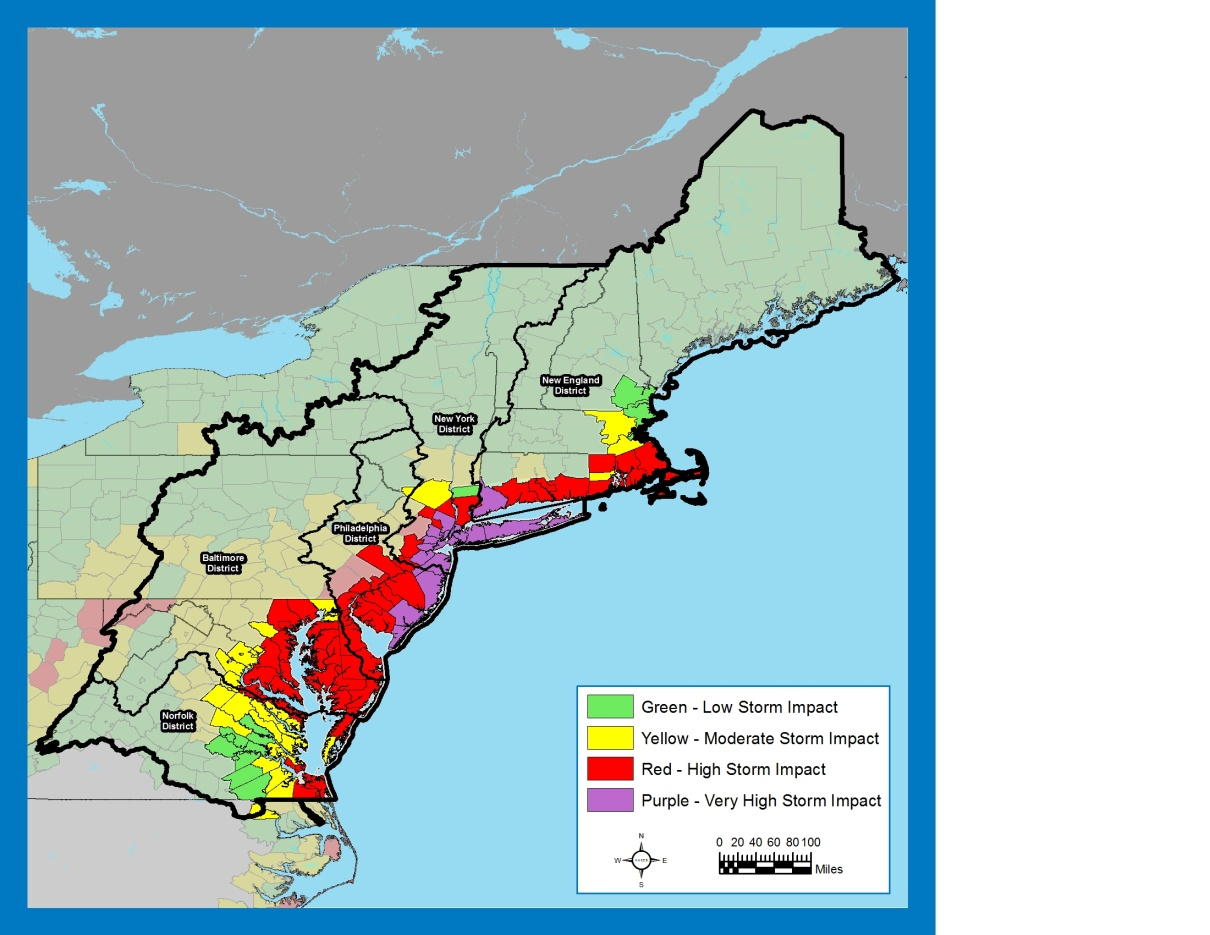 New England
District
New York
District
Philadelphia
District
Baltimore
District
Norfolk
District
Green - Low Storm Impact
Yellow - Moderate Storm Impact
Red - High Storm Impact
Purple - Very High Storm Impact
N
W E
S
0 20 40 60 80 100
Miles